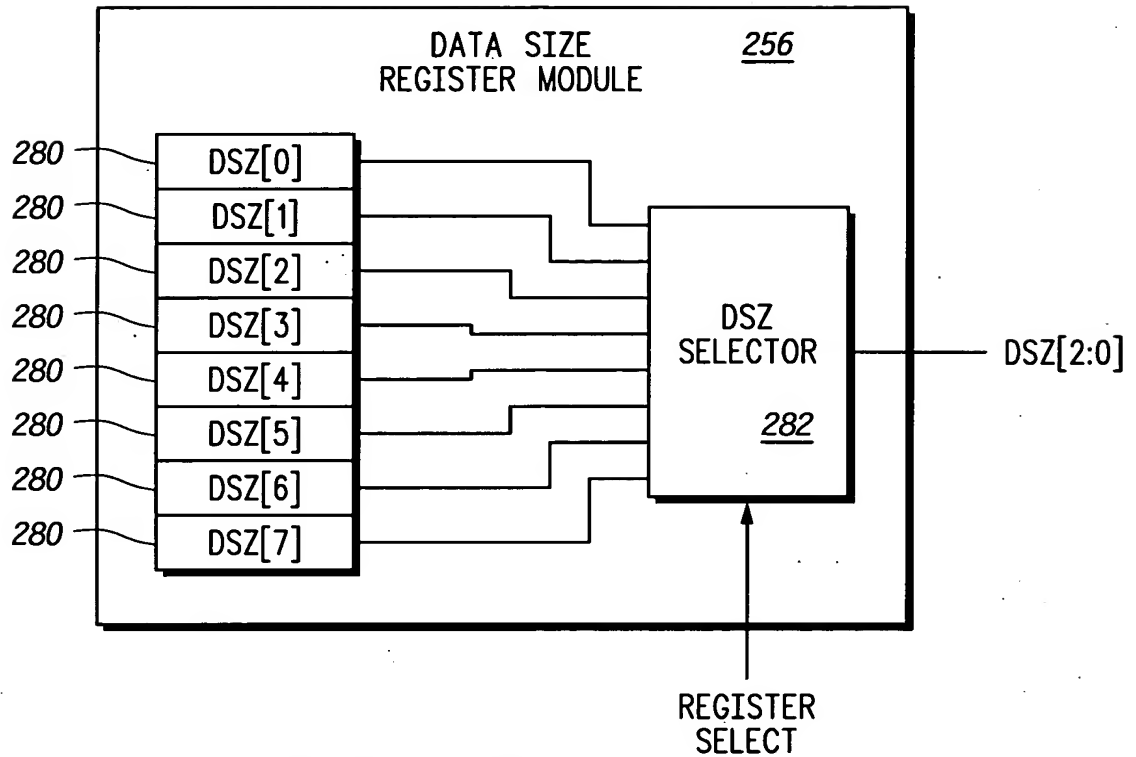 DATA SIZE
REGISTER MODULE
256
280 DSZ[0]
280 DSZ[1]
280 DSZ[2]
280 DSZ[3]
280 DSZ[4]
280 DSZ[5]
280 DSZ[6]
280 DSZ[7]
DSZ
SELECTOR
282
DSZ[2:0]
REGISTER
SELECT